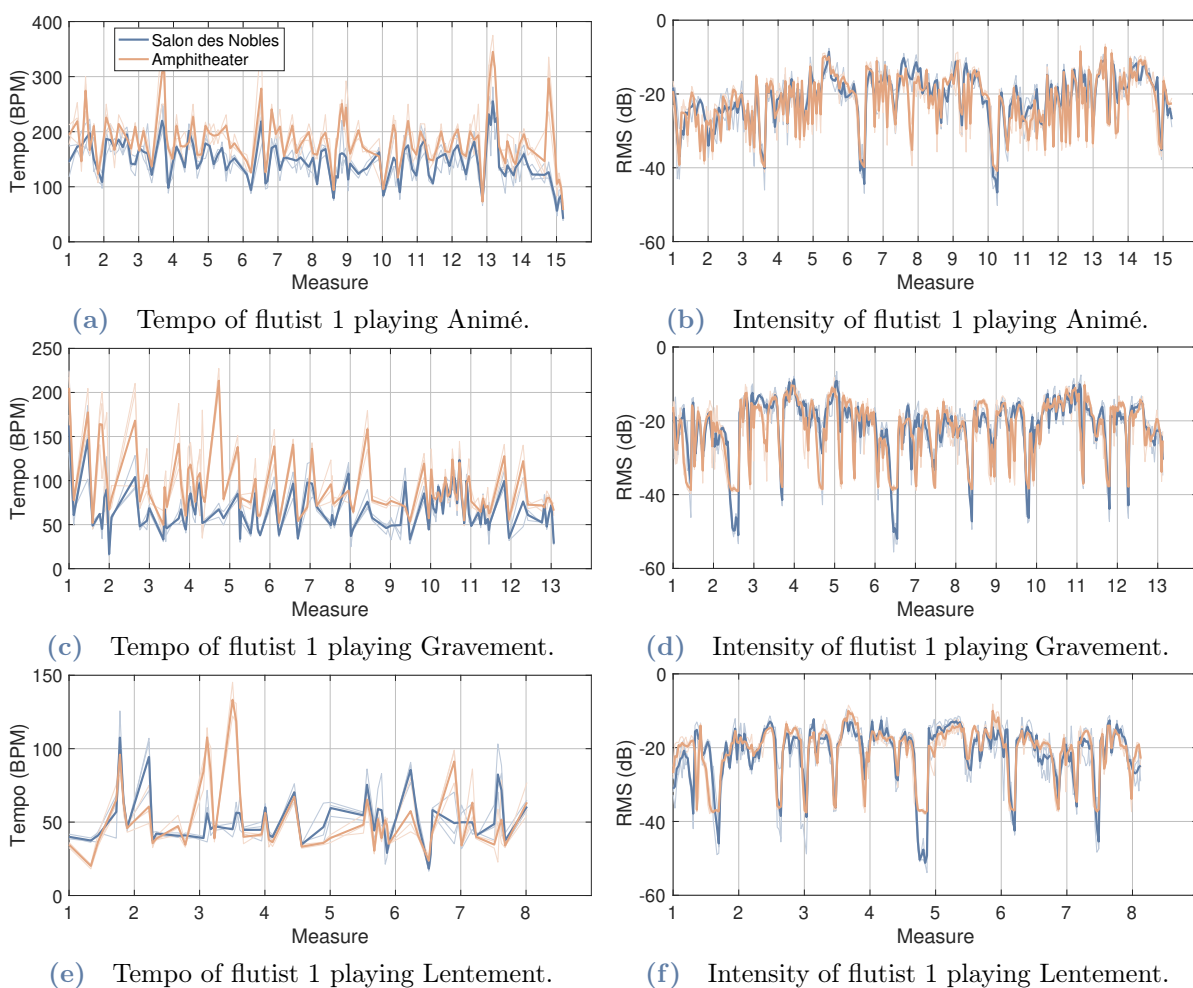 400
300
200
100
0
Tempo (BPM)
Salon des Nobles
Amphitheater
1 2 3 4 5 6 7 8 9 10 11 12 13 14 15
Measure
(a) Tempo of flutist 1 playing Animé.
0
-20
-40
-60
RMS (dB)
1 2 3 4 5 6 7 8 9 10 11 12 13 14 15
Measure
(b) Intensity of flutist 1 playing Animé.
250
200
150
100
50
0
Tempo (BPM)
1 2 3 4 5 6 7 8 9 10 11 12 13
Measure
(c) Tempo of flutist 1 playing Gravement.
0
-20
-40
-60
RMS (dB)
1 2 3 4 5 6 7 8 9 10 11 12 13
Measure
(d) Intensity of flutist 1 playing Gravement.
150
100
50
0
Tempo (BPM)
1 2 3 4 5 6 7 8
Measure
(e) Tempo of flutist 1 playing Lentement.
0
-20
-40
-60
RMS (dB)
1 2 3 4 5 6 7 8
Measure
(f) Intensity of flutist 1 playing Lentement.